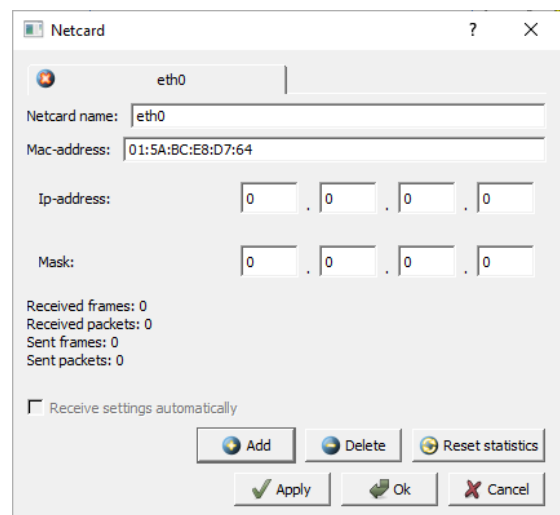 Netcard ?
eth0
Netcard name: eth0
Mac-address: 01:5A:BC:E8:D7:64
Ip-address: 0 . 0 . 0 . 0
Mask: 0 . 0 . 0 . 0
Received frames: 0
Received packets: 0
Sent frames: 0
Sent packets: 0
Receive settings automatically
Add Delete Reset statistics
Apply Ok Cancel